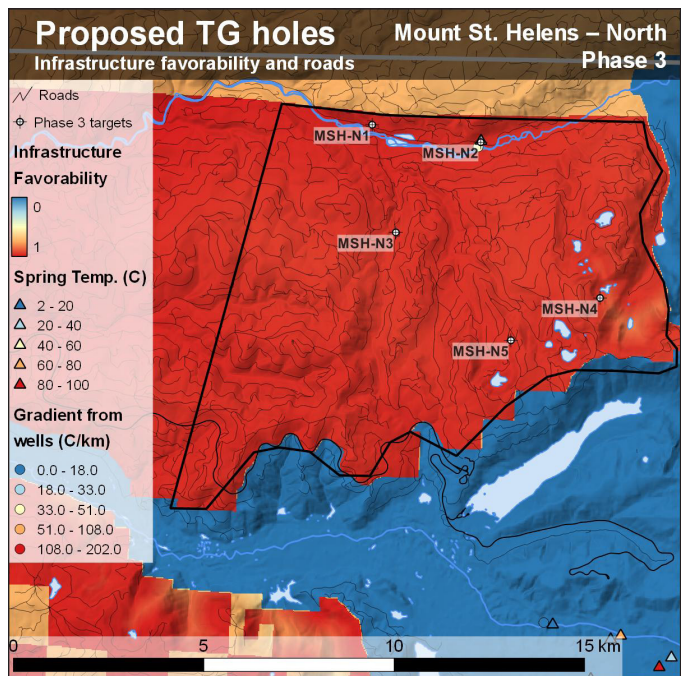 Proposed TG holes
Infrastructure favorability and roads
Mount St. Helens – North
Phase 3
Roads
Phase 3 targets
Infrastructure
Favorability
0
1
Spring Temp. (C)
2 - 20
20 - 40
40 - 60
60 - 80
80 - 100
Gradient from
wells (C/km)
0.0 - 18.0
18.0 - 33.0
33.0 - 51.0
51.0 - 108.0
108.0 - 202.0
MSH-N1
MSH-N2
MSH-N3
MSH-N4
MSH-N5
0 5 10 15 km